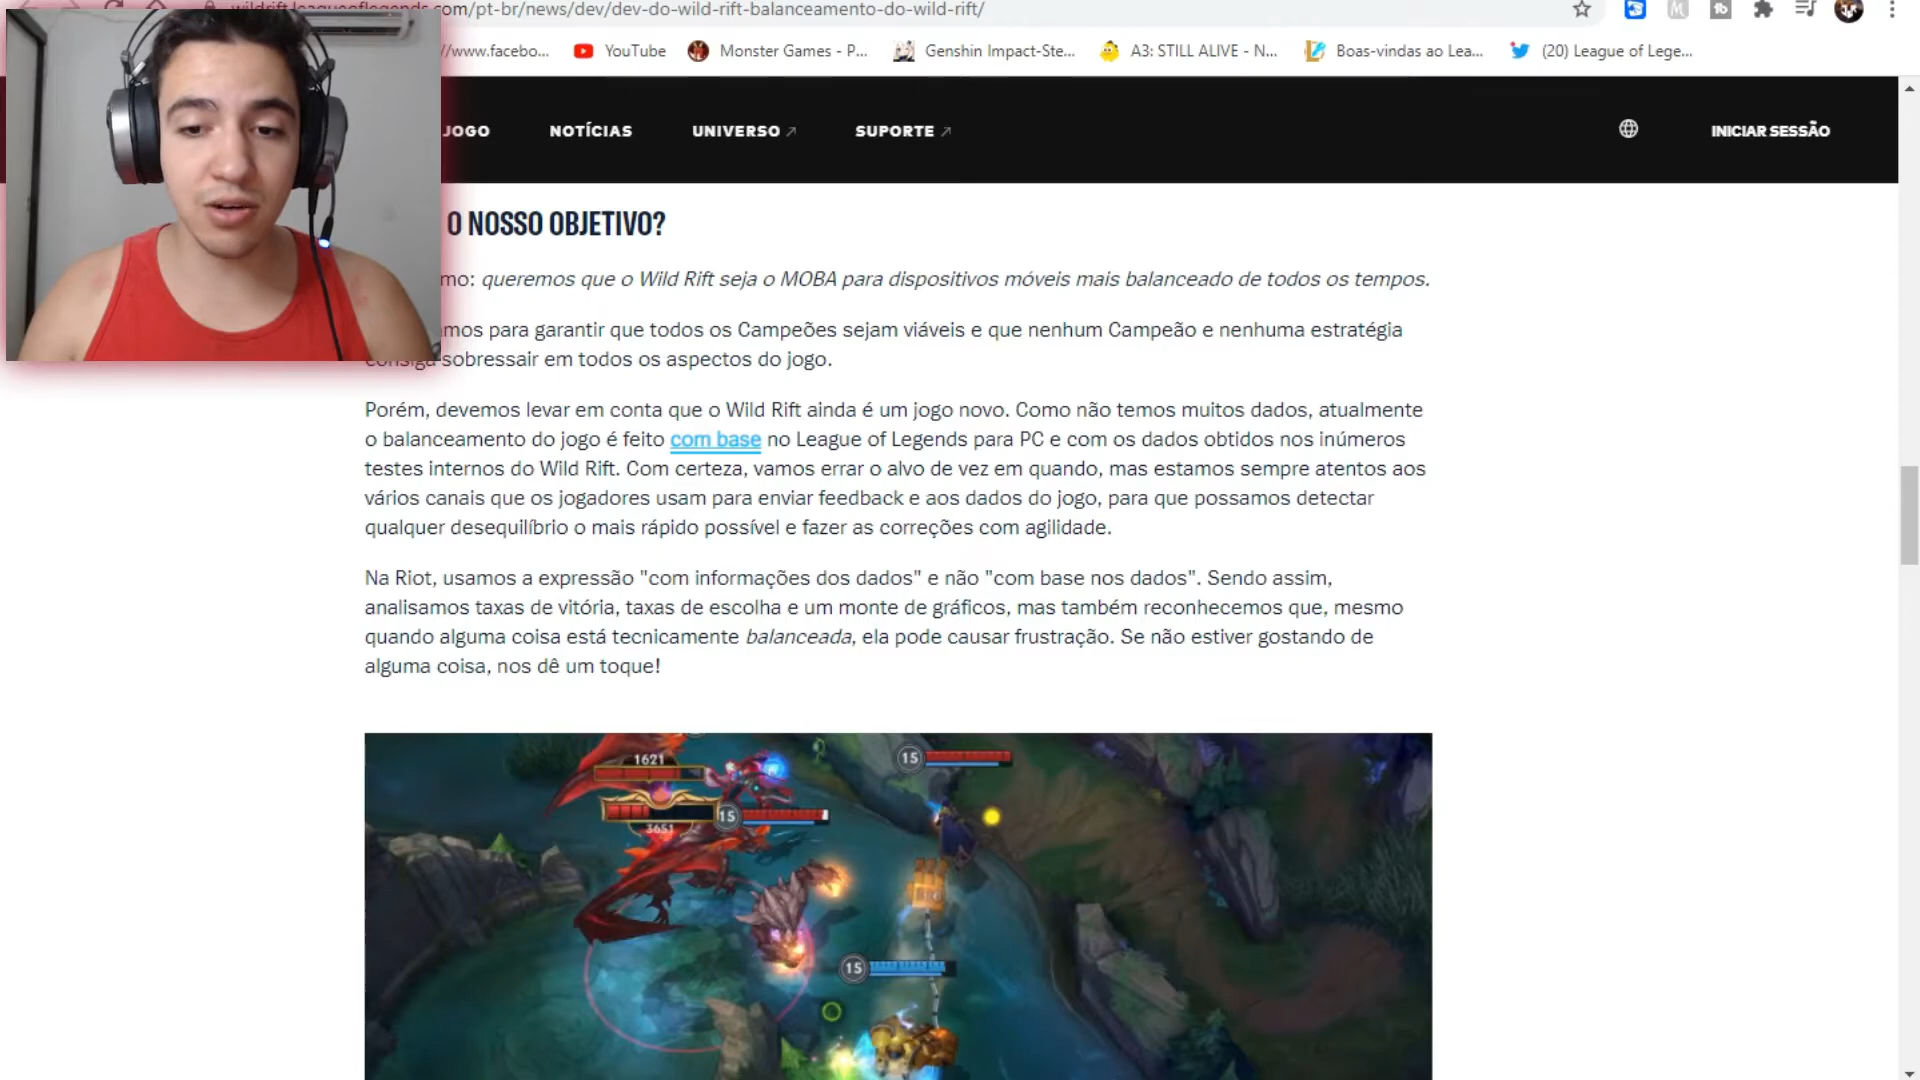 wildrift.leagueoflegends.com/pt-br/news/dev/dev-do-wild-rift-balanceamento-do-wild-rift/
//www.facebo... YouTube Monster Games - P... Genshin Impact-Ste... A3: STILL ALIVE - N... Boas-vindas ao Lea... (20) League of Lege...
JOGO NOTÍCIAS UNIVERSO SUPORTE INICIAR SESSÃO
O NOSSO OBJETIVO?
mo: queremos que o Wild Rift seja o MOBA para dispositivos móveis mais balanceado de todos os tempos.
amos para garantir que todos os Campeões sejam viáveis e que nenhum Campeão e nenhuma estratégia
consiga sobressair em todos os aspectos do jogo.
Porém, devemos levar em conta que o Wild Rift ainda é um jogo novo. Como não temos muitos dados, atualmente
o balanceamento do jogo é feito com base no League of Legends para PC e com os dados obtidos nos inúmeros
testes internos do Wild Rift. Com certeza, vamos errar o alvo de vez em quando, mas estamos sempre atentos aos
vários canais que os jogadores usam para enviar feedback e aos dados do jogo, para que possamos detectar
qualquer desequilíbrio o mais rápido possível e fazer as correções com agilidade.
Na Riot, usamos a expressão "com informações dos dados" e não "com base nos dados". Sendo assim,
analisamos taxas de vitória, taxas de escolha e um monte de gráficos, mas também reconhecemos que, mesmo
quando alguma coisa está tecnicamente balanceada, ela pode causar frustração. Se não estiver gostando de
alguma coisa, nos dê um toque!
1621
15
15
3651
15